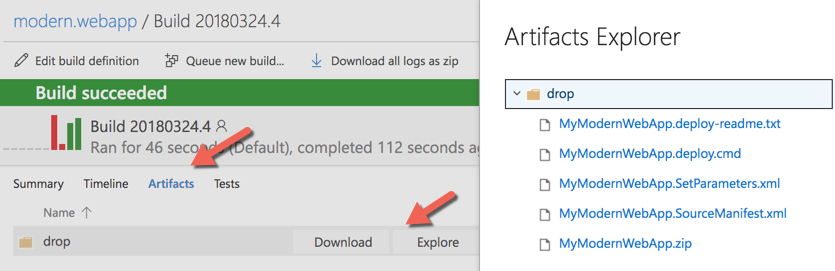 modern.webapp / Build 20180324.4
Edit build definition
Queue new build...
Download all logs as zip
Build succeeded
Build 20180324.4
Ran for 46 seconds (Default), completed 112 seconds ag
Summary Timeline Artifacts Tests
Name
drop Download Explore
Artifacts Explorer
drop
MyModernWebApp.deploy-readme.txt
MyModernWebApp.deploy.cmd
MyModernWebApp.SetParameters.xml
MyModernWebApp.SourceManifest.xml
MyModernWebApp.zip